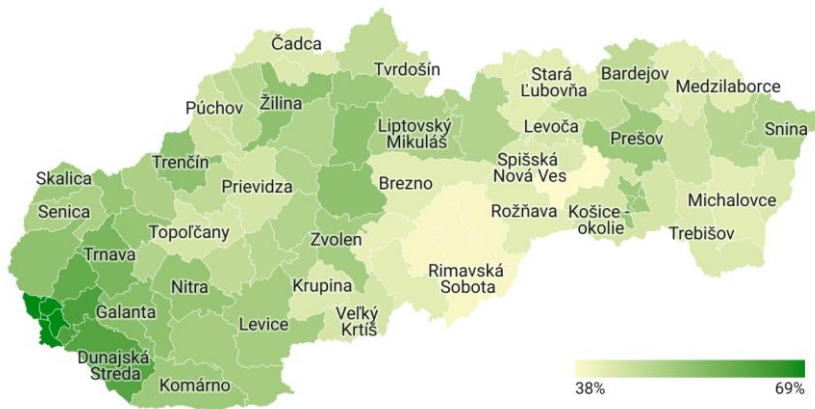 Čadca
Tvrdošín
Stará
Ľubovňa
Bardejov
Medzilaborce
Púchov
Žilina
Liptovský
Mikuláš
Levoča
Prešov
Snina
Trenčín
Spišská
Nová Ves
Skalica
Prievidza
Brezno
Michalovce
Senica
Rožňava
Košice -
okolie
Topoľčany
Zvolen
Trebišov
Trnava
Rimavská
Sobota
Nitra
Krupina
Galanta
Veľký
Krtíš
Levice
Dunajská
Streda
Komárno
38%
69%